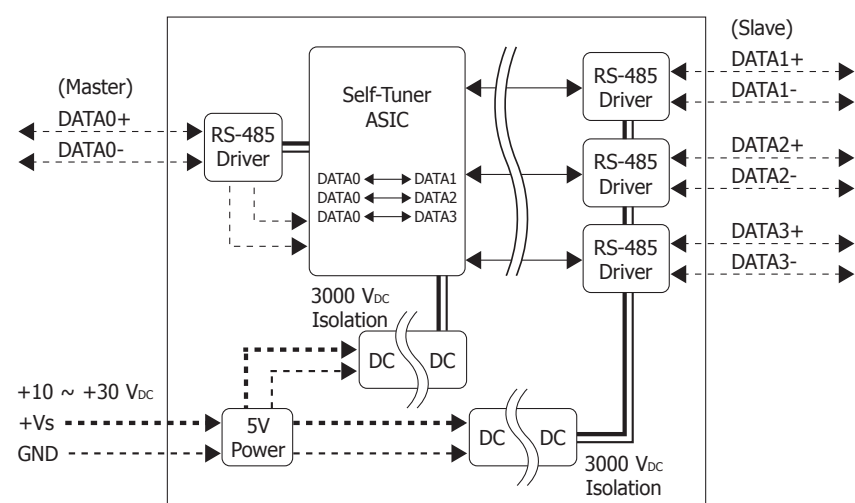 (Master)
DATA0+
DATA0-
RS-485
Driver
Self-Tuner
ASIC
DATA0 DATA1
DATA0 DATA2
DATA0 DATA3
RS-485
Driver
RS-485
Driver
RS-485
Driver
(Slave)
DATA1+
DATA1-
DATA2+
DATA2-
DATA3+
DATA3-
3000 VDC
Isolation
DC DC
+10 ~ +30 VDC
+Vs
GND
5V
Power
DC DC
3000 VDC
Isolation